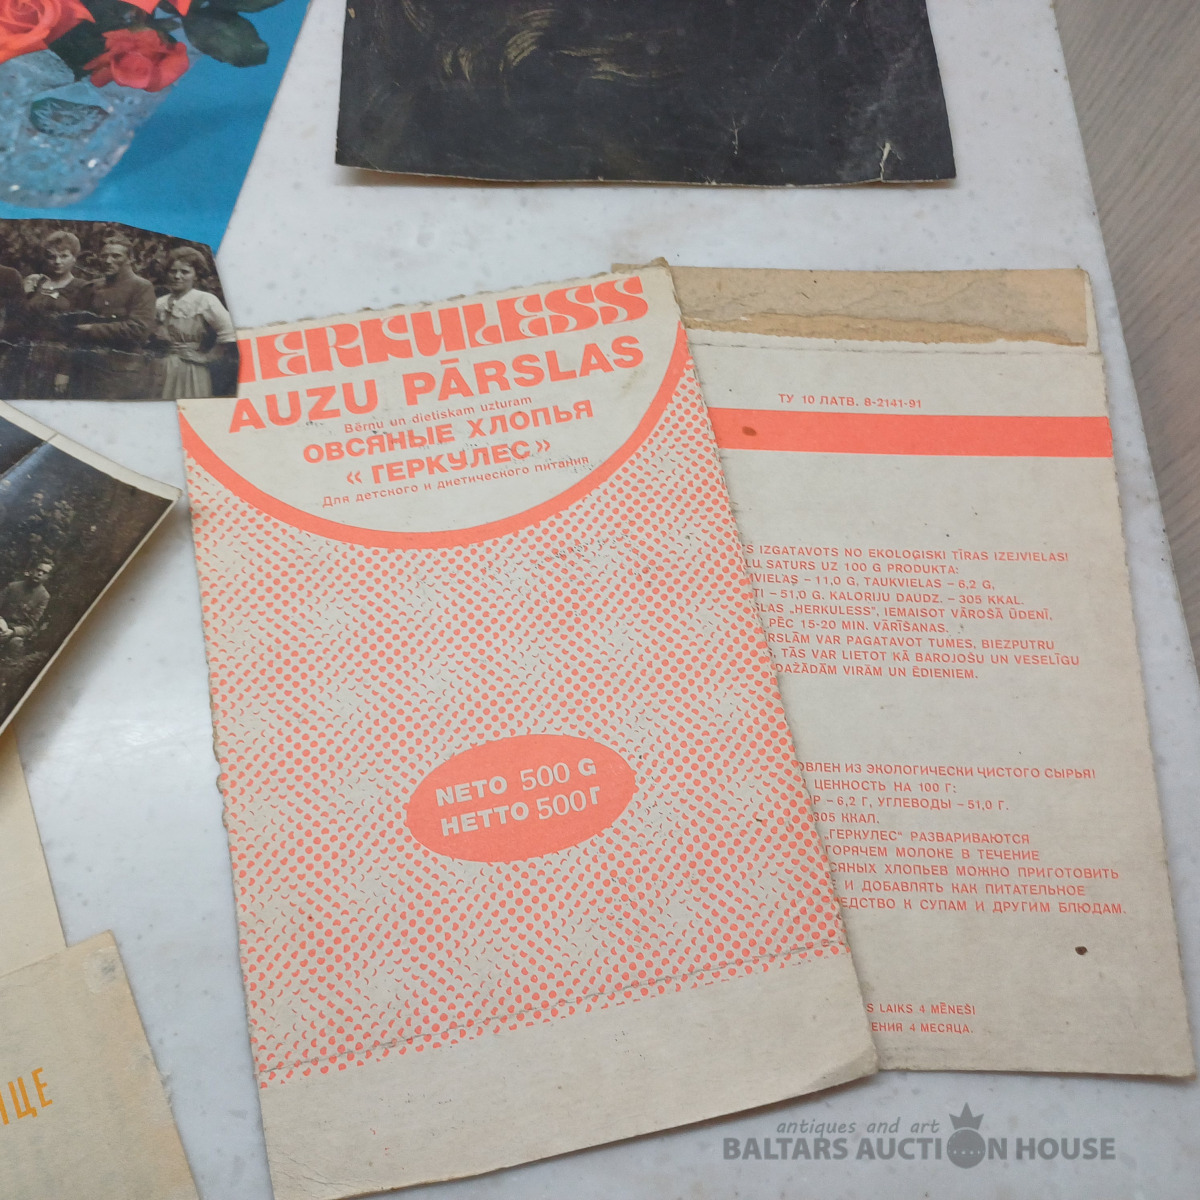 HERKULESS
AUZU PĀRSLAS
Bērnu un dietiskam uzturam
ОВСЯНЫЕ ХЛОПЬЯ
« ГЕРКУЛЕС»
Для детского и диетического питания
NETO 500 G
НЕТТО 500Г
ТУ 10 ЛАТВ. 8-2141-91
IZGATAVOTS NO EKOLOĢISKI TĪRAS IZEJVIELAS!
SATURS UZ 100 G PRODUKTA:
– 11,0 G, TAUKVIELAS – 6,2 G,
– 51,0 G. KALORIJU DAUDZ. – 305 KKAL.
„HERKULESS", IEMAISOT VĀROŠĀ ŪDENĪ,
PĒC 15-20 MIN. VĀRĪŠANAS.
VAR PAGATAVOT TUMES, BIEZPUTRU
TĀS VAR LIETOT KĀ BAROJOŠU UN VESELĪGU
DAŽĀDĀM VIRĀM UN ĒDIENIEM.
ИЗ ЭКОЛОГИЧЕСКИ ЧИСТОГО СЫРЬЯ!
ЦЕННОСТЬ НА 100 Г:
– 6,2 Г, УГЛЕВОДЫ – 51,0 Г.
305 ККАЛ.
„ГЕРКУЛЕС" РАЗВАРИВАЮТСЯ
ГОРЯЧЕМ МОЛОКЕ В ТЕЧЕНИЕ
ХЛОПЬЕВ МОЖНО ПРИГОТОВИТЬ
И ДОБАВЛЯТЬ КАК ПИТАТЕЛЬНОЕ
К СУПАМ И ДРУГИМ БЛЮДАМ.
LAIKS 4 MĒNEŠI
4 МЕСЯЦА.
antiques and art
BALTARS AUCTION HOUSE